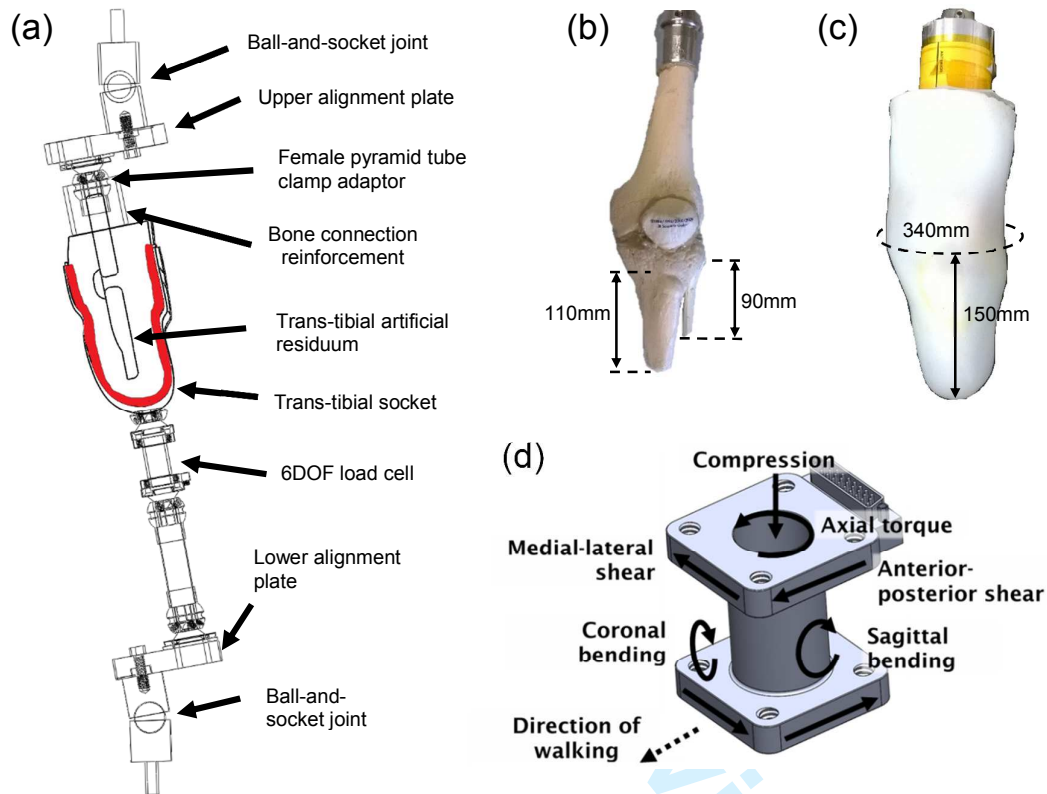 (a)
Ball-and-socket joint
Upper alignment plate
Female pyramid tube
clamp adaptor
Bone connection
reinforcement
Trans-tibial artificial
residuum
Trans-tibial socket
6DOF load cell
Lower alignment
plate
Ball-and-
socket joint
(b)
110mm
90mm
(c)
340mm
150mm
(d)
Compression
Axial torque
Medial-lateral
shear
Anterior-
posterior shear
Coronal
bending
Sagittal
bending
Direction of
walking